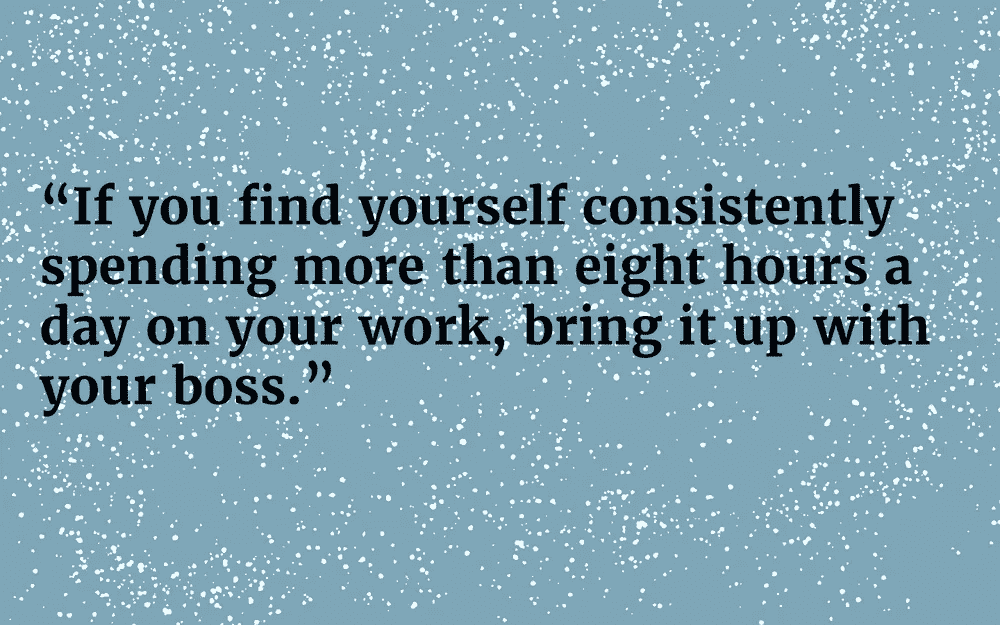 “If you find yourself consistently
spending more than eight hours a
day on your work, bring it up with
your boss.”